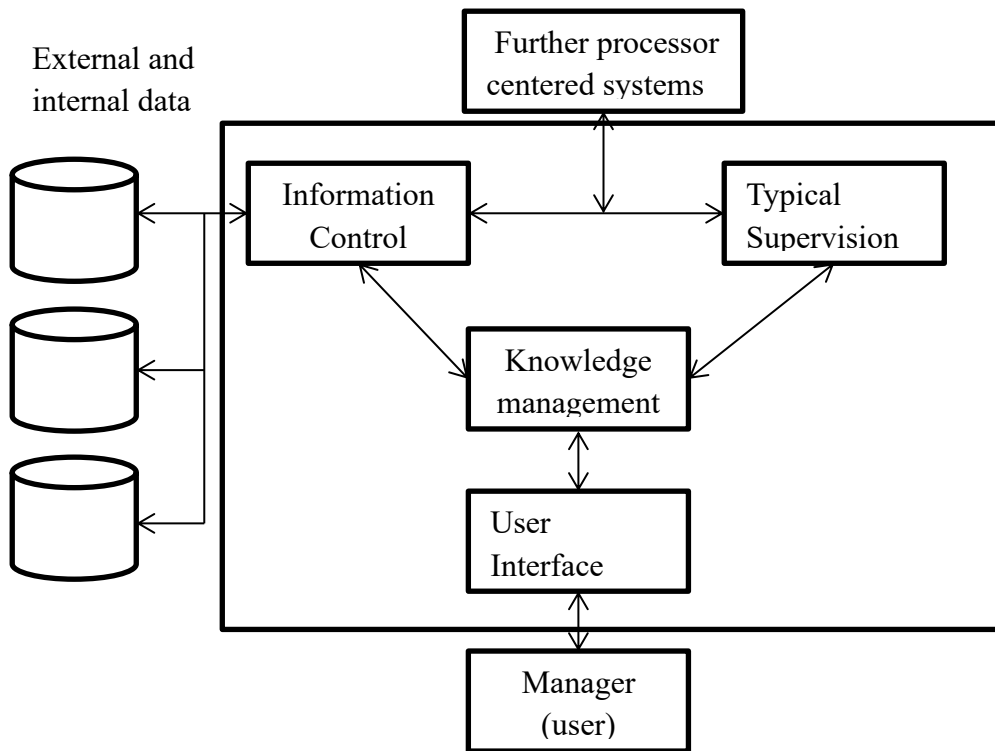 External and
internal data
Further processor
centered systems
Information
Control
Typical
Supervision
Knowledge
management
User
Interface
Manager
(user)